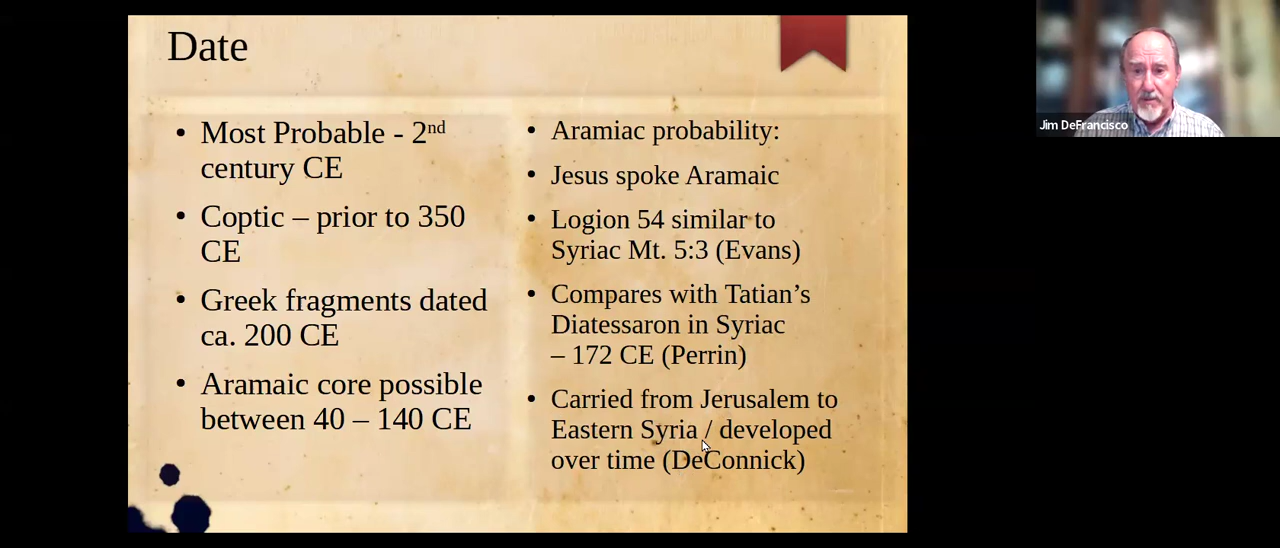 Date
• Most Probable - 2nd
century CE
• Coptic – prior to 350
CE
• Greek fragments dated
ca. 200 CE
• Aramaic core possible
between 40 – 140 CE
• Aramiac probability:
• Jesus spoke Aramaic
• Logion 54 similar to
Syriac Mt. 5:3 (Evans)
• Compares with Tatian’s
Diatessaron in Syriac
– 172 CE (Perrin)
• Carried from Jerusalem to
Eastern Syria / developed
over time (DeConnick)
Jim DeFrancisco